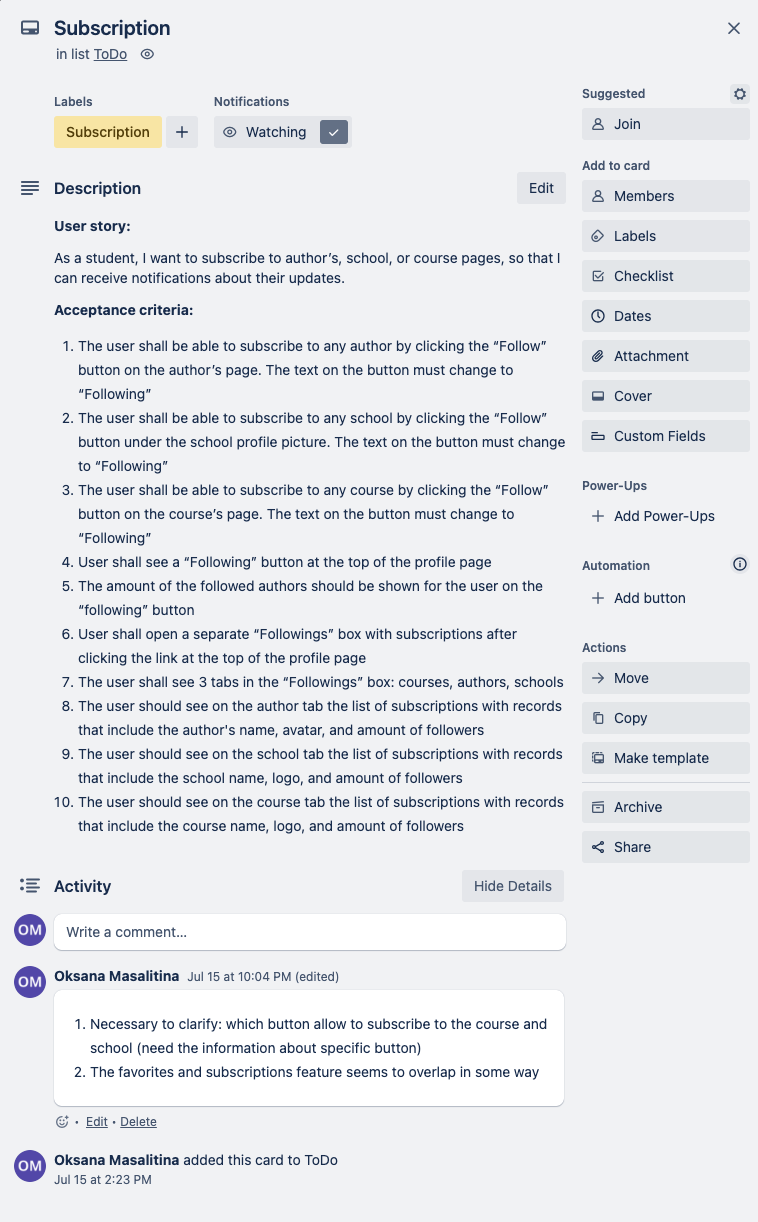 Subscription
in list ToDo
Labels
Subscription
Notifications
Watching
Description
Edit
User story:
As a student, I want to subscribe to author’s, school, or course pages, so that I
can receive notifications about their updates.
Acceptance criteria:
1. The user shall be able to subscribe to any author by clicking the “Follow”
button on the author’s page. The text on the button must change to
“Following”
2. The user shall be able to subscribe to any school by clicking the “Follow”
button under the school profile picture. The text on the button must change
to “Following”
3. The user shall be able to subscribe to any course by clicking the “Follow”
button on the course’s page. The text on the button must change to
“Following”
4. User shall see a “Following” button at the top of the profile page
5. The amount of the followed authors should be shown for the user on the
“following” button
6. User shall open a separate “Followings” box with subscriptions after
clicking the link at the top of the profile page
7. The user shall see 3 tabs in the “Followings” box: courses, authors, schools
8. The user should see on the author tab the list of subscriptions with records
that include the author's name, avatar, and amount of followers
9. The user should see on the school tab the list of subscriptions with records
that include the school name, logo, and amount of followers
10. The user should see on the course tab the list of subscriptions with records
that include the course name, logo, and amount of followers
Activity
Hide Details
OM
Write a comment...
OM
Oksana Masalitina Jul 15 at 10:04 PM (edited)
1. Necessary to clarify: which button allow to subscribe to the course and
school (need the information about specific button)
2. The favorites and subscriptions feature seems to overlap in some way
• Edit • Delete
OM
Oksana Masalitina added this card to ToDo
Jul 15 at 2:23 PM
Suggested
Join
Add to card
Members
Labels
Checklist
Dates
Attachment
Cover
Custom Fields
Power-Ups
Add Power-Ups
Automation
Add button
Actions
Move
Copy
Make template
Archive
Share